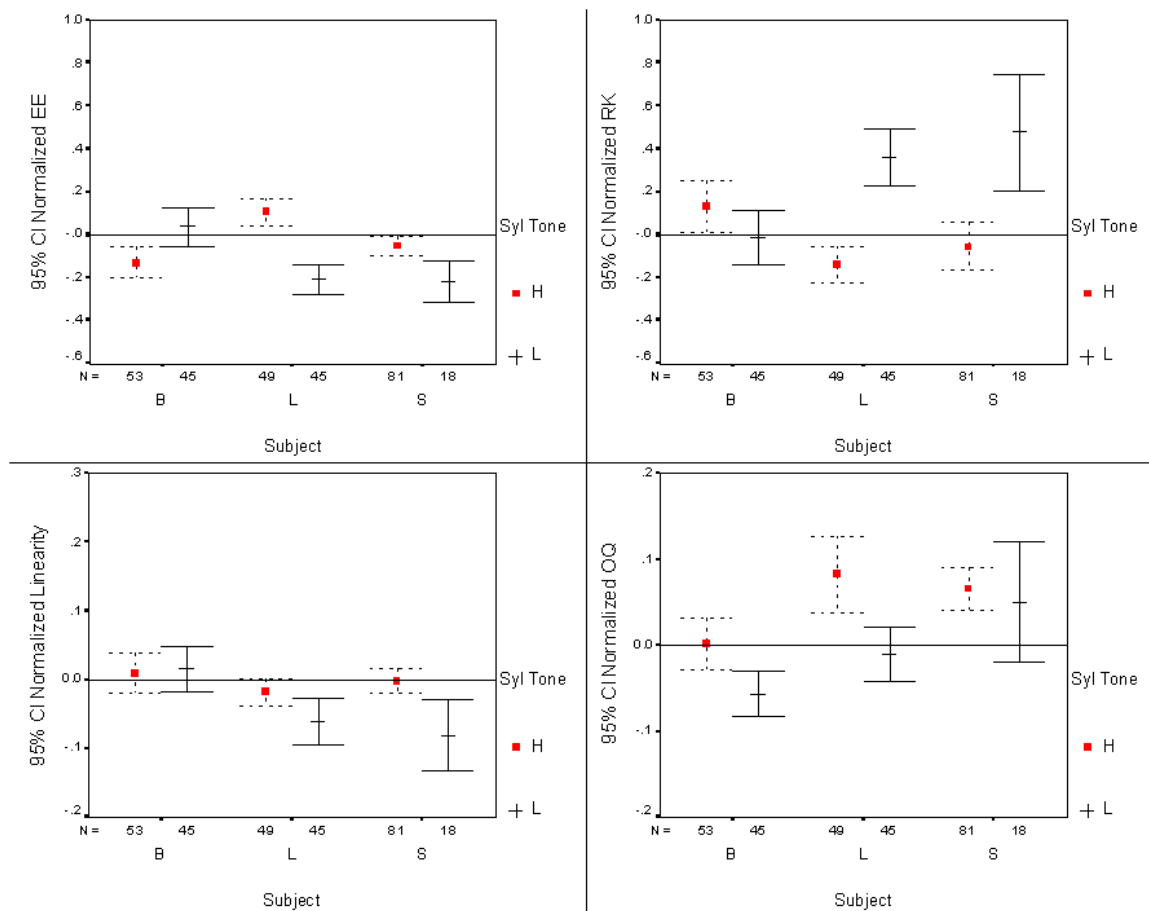 95% CI Normalized EE
1.0
.8
.6
.4
.2
-.0
-.2
-.4
-.6
N = 53 45 49 45 81 18
B L S
Subject
Syl Tone
H
L
95% CI Normalized RK
1.0
.8
.6
.4
.2
-.0
-.2
-.4
-.6
N = 53 45 49 45 81 18
B L S
Subject
Syl Tone
H
L
95% CI Normalized Linearity
.3
.2
.1
0.0
-.1
-.2
N = 53 45 49 45 81 18
B L S
Subject
Syl Tone
H
L
95% CI Normalized OQ
.2
.1
0.0
-.1
-.2
N = 53 45 49 45 81 18
B L S
Subject
Syl Tone
H
L